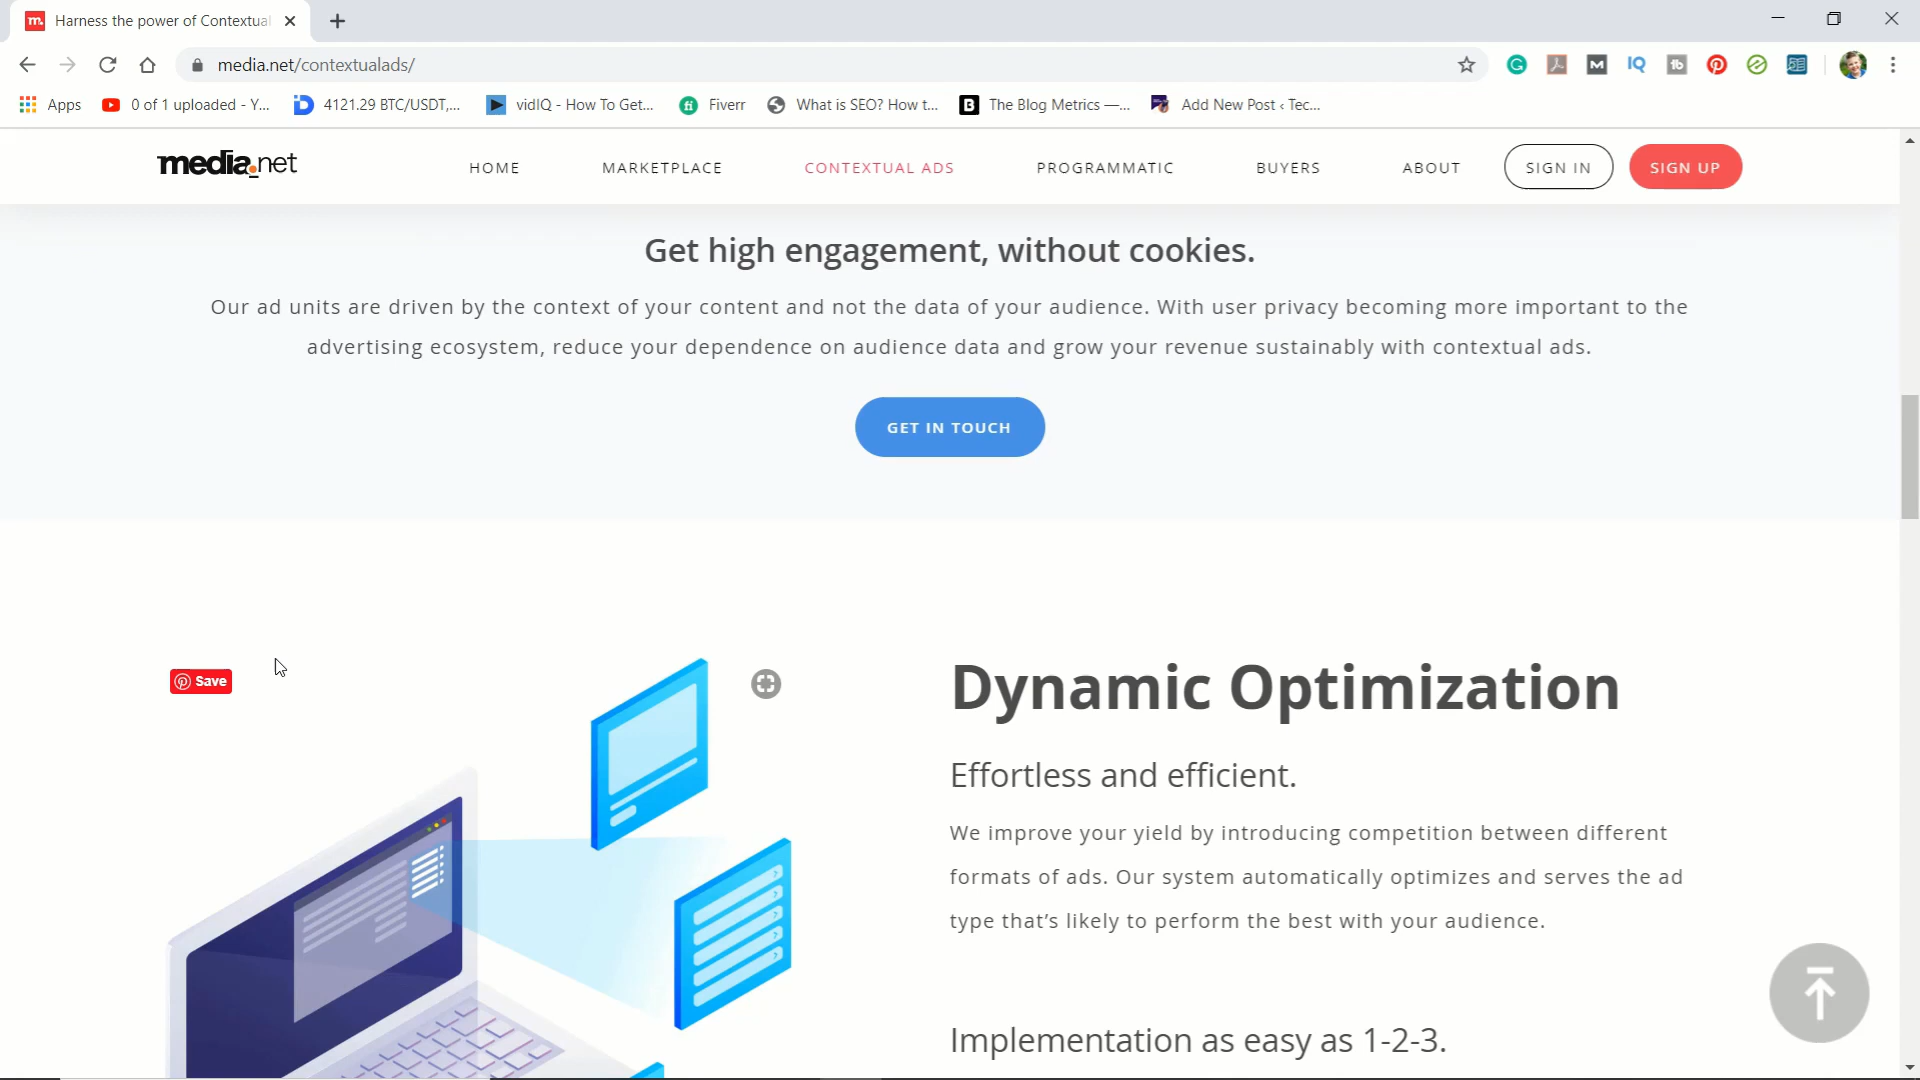 Harness the power of Contextua
media.net/contextualads/
Apps
0 of 1 uploaded - Y...
4121.29 BTC/USDT,...
vidIQ - How To Get...
Fiverr
What is SEO? How t...
The Blog Metrics —...
Add New Post ‹ Tec...
media.net
HOME
MARKETPLACE
CONTEXTUAL ADS
PROGRAMMATIC
BUYERS
ABOUT
SIGN IN
SIGN UP
Get high engagement, without cookies.
Our ad units are driven by the context of your content and not the data of your audience. With user privacy becoming more important to the
advertising ecosystem, reduce your dependence on audience data and grow your revenue sustainably with contextual ads.
GET IN TOUCH
Save
Dynamic Optimization
Effortless and efficient.
We improve your yield by introducing competition between different
formats of ads. Our system automatically optimizes and serves the ad
type that's likely to perform the best with your audience.
Implementation as easy as 1-2-3.